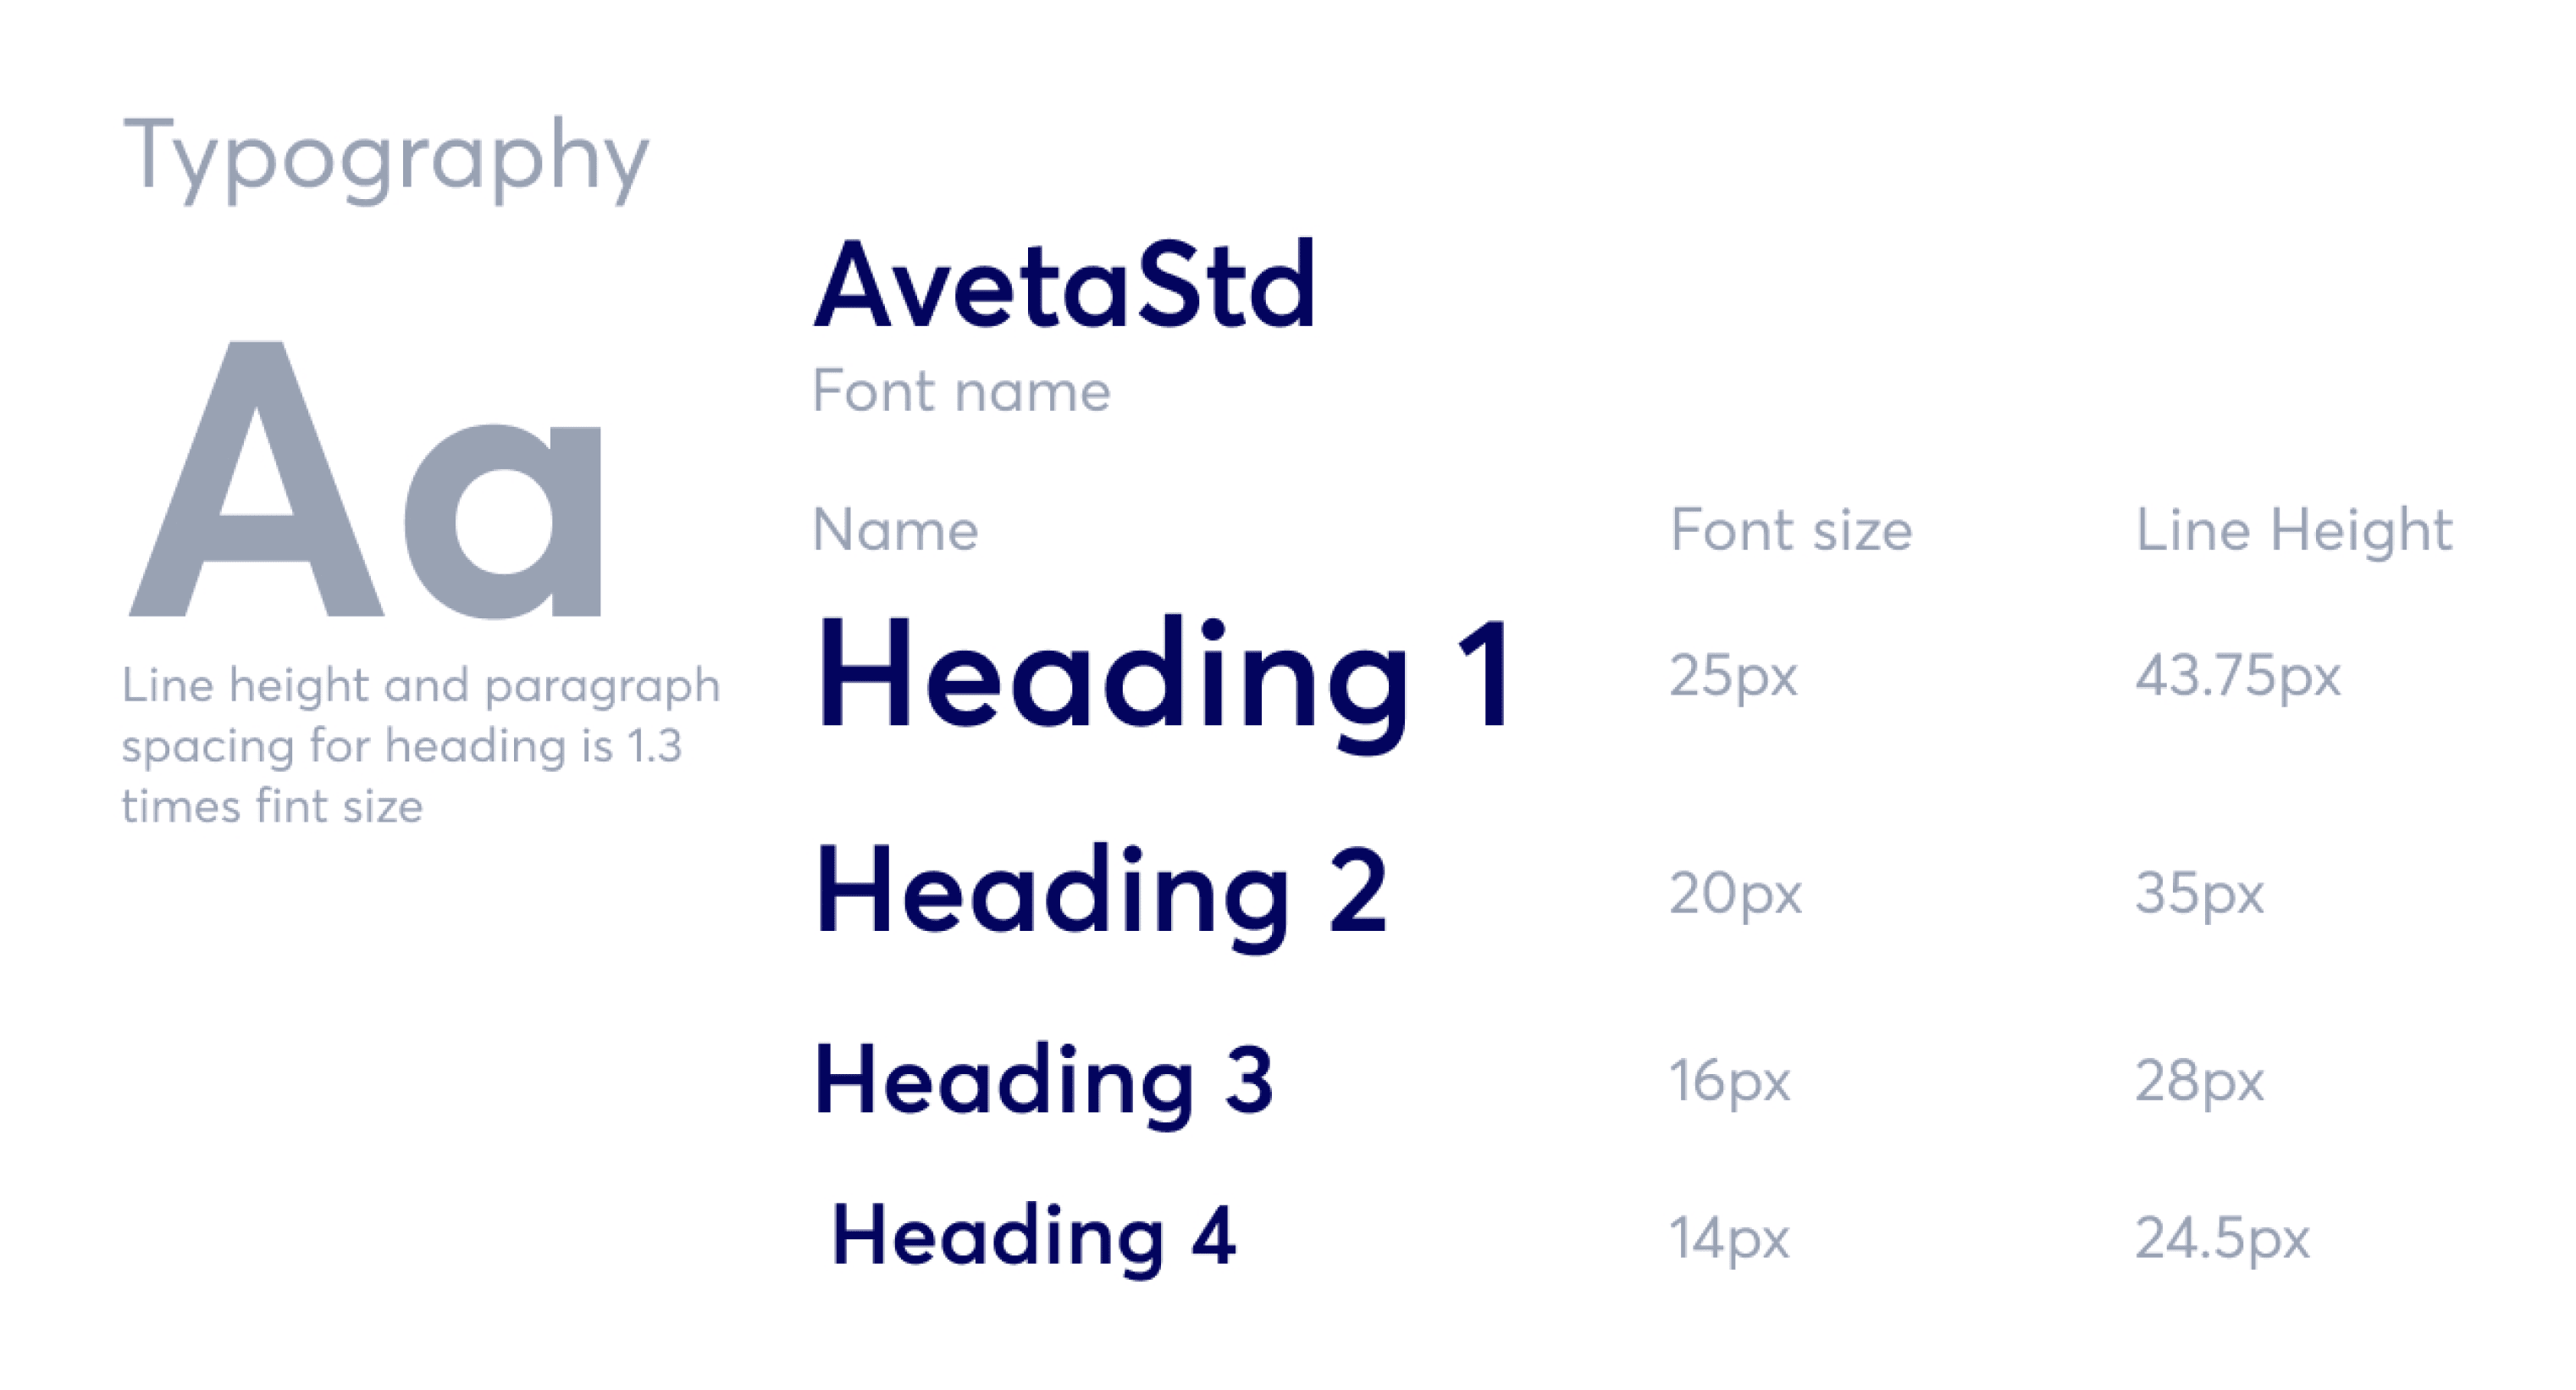 Typography
Aa
Line height and paragraph
spacing for heading is 1.3
times fint size
AvetaStd
Font name
Name Font size Line Height
Heading 1 25px 43.75px
Heading 2 20px 35px
Heading 3 16px 28px
Heading 4 14px 24.5px